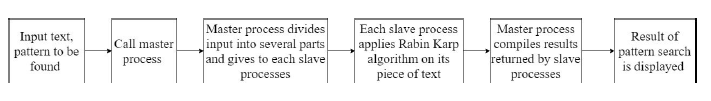 Input text,
pattern to be
found
Call master
process
Master process divides
input into several parts
and gives to each slave
processes
Each slave process
applies Rabin Karp
algorithm on its
piece of text
Master process
compiles results
returned by slave
processes
Result of
pattern search
is displayed